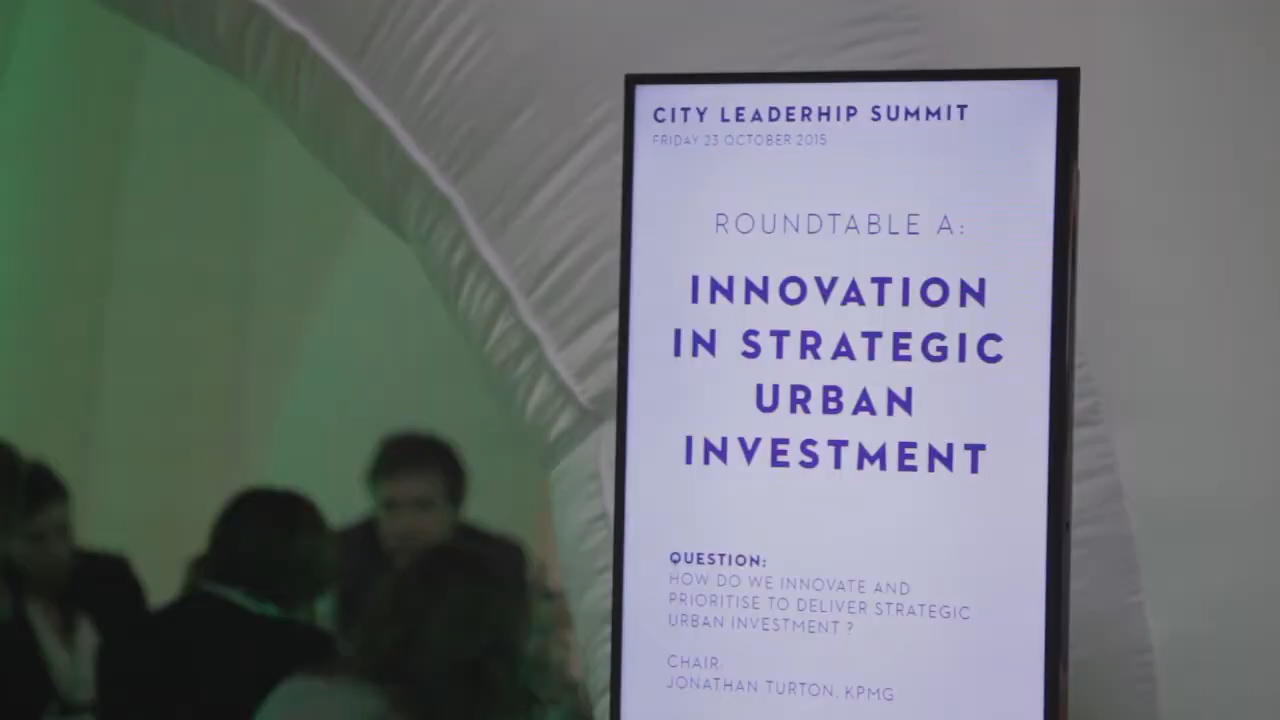 CITY LEADERHIP SUMMIT
FRIDAY 23 OCTOBER 2015
ROUNDTABLE A:
INNOVATION
IN STRATEGIC
URBAN
INVESTMENT
QUESTION:
HOW DO WE INNOVATE AND
PRIORITISE TO DELIVER STRATEGIC
URBAN INVESTMENT ?
CHAIR:
JONATHAN TURTON, KPMG